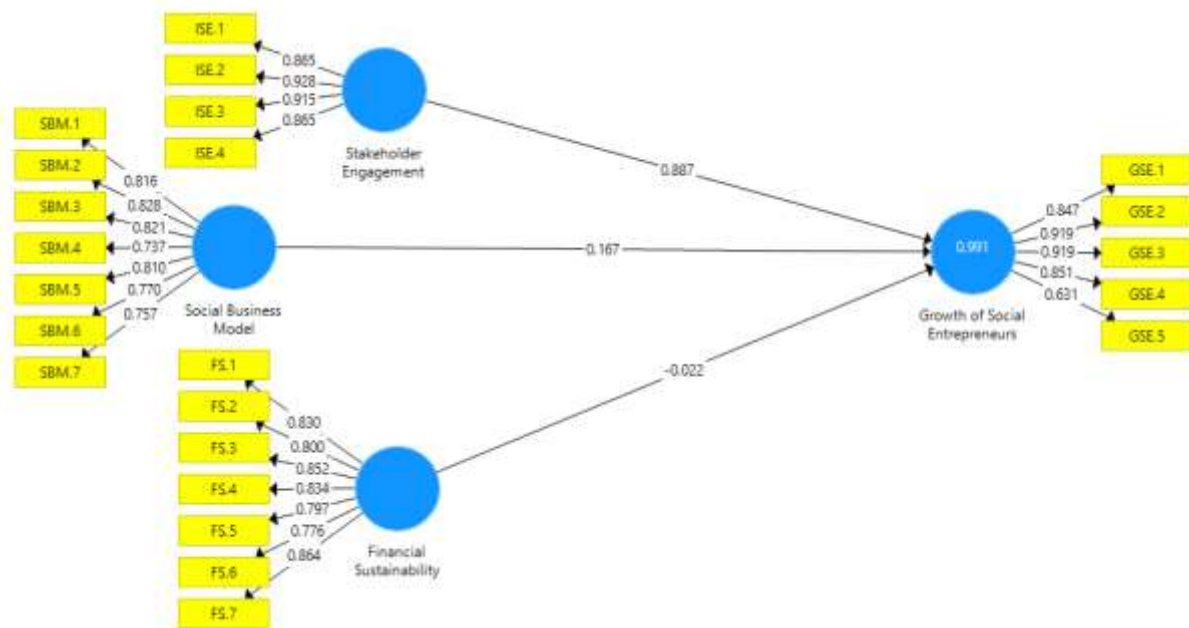 ISE.1
ISE.2
ISE.3
ISE.4
0.865
0.928
0.915
0.865
Stakeholder
Engagement
SBM.1
SBM.2
SBM.3
SBM.4
SBM.5
SBM.6
SBM.7
0.816
0.828
0.821
0.737
0.810
0.770
0.757
Social Business
Model
FS.1
FS.2
FS.3
FS.4
FS.5
FS.6
FS.7
0.830
0.800
0.852
0.834
0.797
0.776
0.864
Financial
Sustainability
0.887
0.167
-0.022
0.991
Growth of Social
Entrepreneurs
0.847
0.919
0.919
0.851
0.631
GSE.1
GSE.2
GSE.3
GSE.4
GSE.5